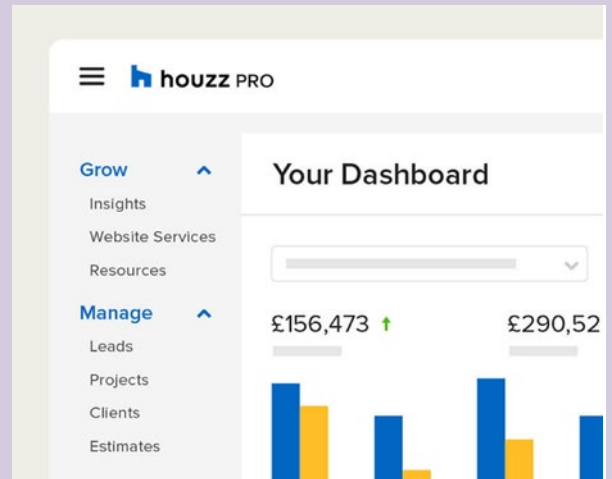 houzz PRO
Grow
Insights
Website Services
Resources
Manage
Leads
Projects
Clients
Estimates
Your Dashboard
£156,473
£290,52